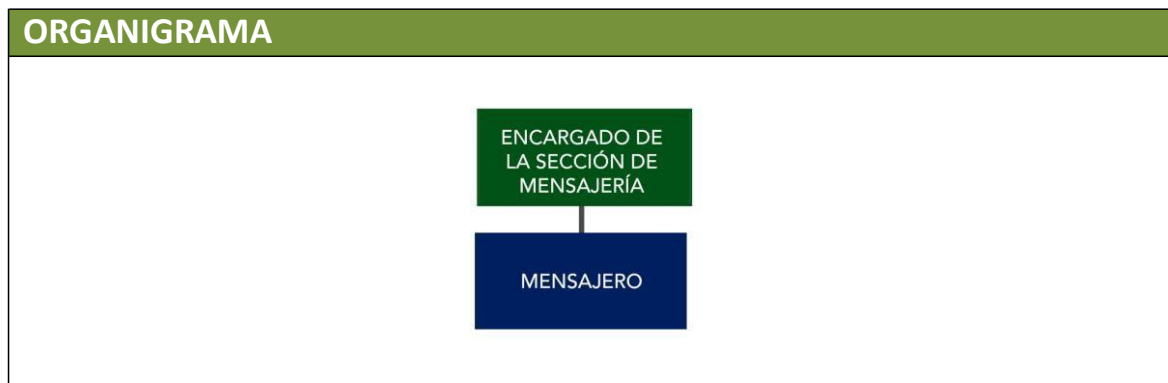 ORGANIGRAMA
ENCARGADO DE
LA SECCIÓN DE
MENSAJERÍA
MENSAJERO